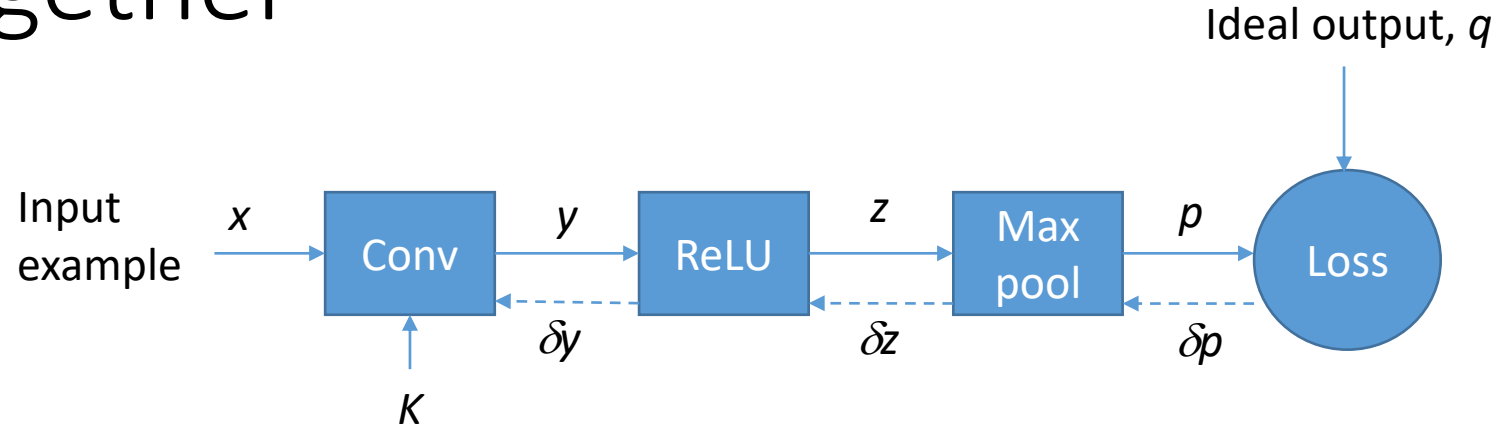 Ideal output, q
Input
example
x
Conv
y
ReLU
z
Max
pool
p
Loss
δy
δz
δp
K